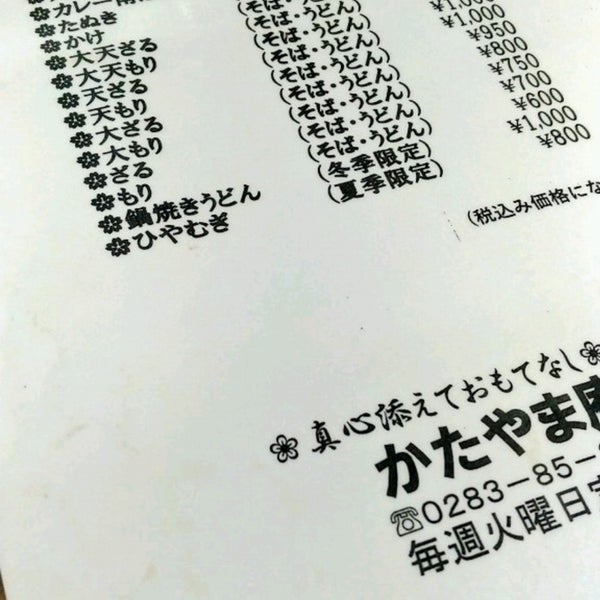 ❀カレー南
❀たぬき
❀かけ
❀大天ざる (そば・うどん)
❀大天もり (そば・うどん)
❀天ざる (そば・うどん) ¥1,000
❀天もり (そば・うどん) ¥950
❀大ざる (そば・うどん) ¥800
❀大もり (そば・うどん) ¥750
❀ざる (そば・うどん) ¥700
❀もり (そば・うどん) ¥600
❀鍋焼きうどん (冬季限定) ¥1,000
❀ひやむぎ (夏季限定) ¥800
(税込み価格にな
❀真心添えておもてなし❀
かたやま
☎0283−85−
毎週火曜日定